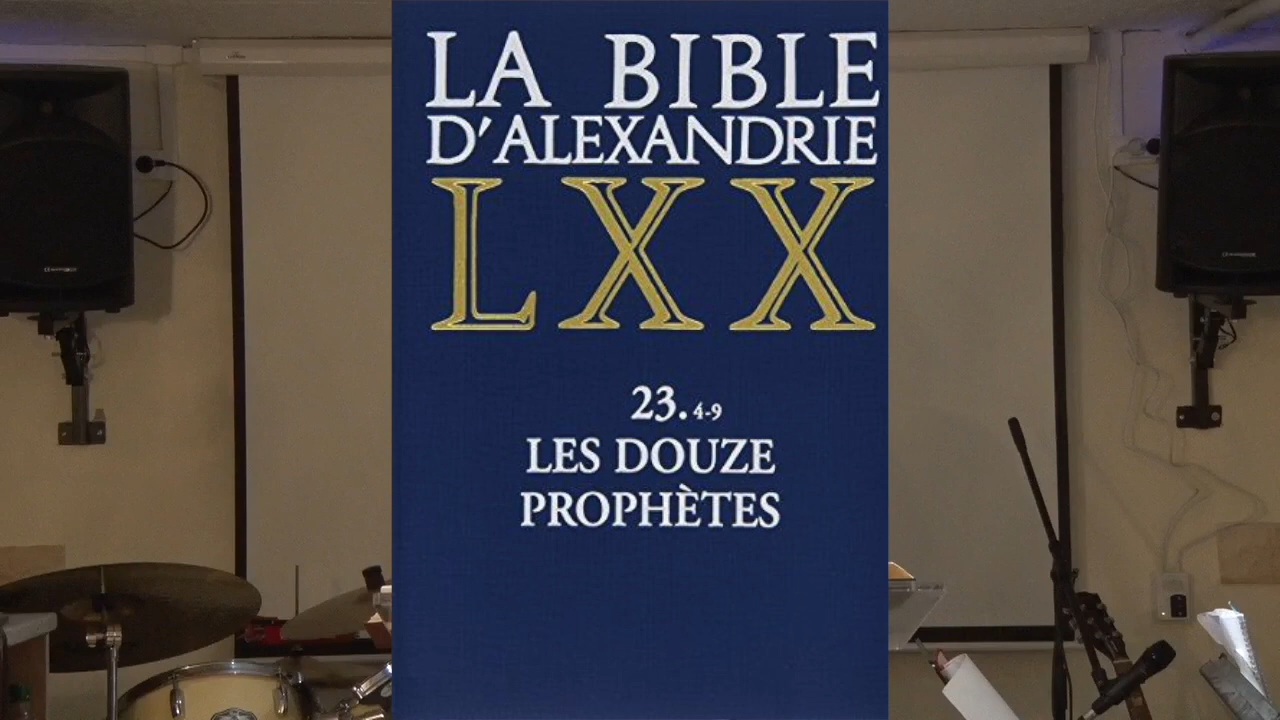 LA BIBLE
D'ALEXANDRIE
LXX
23. 4-9
LES DOUZE
PROPHÈTES